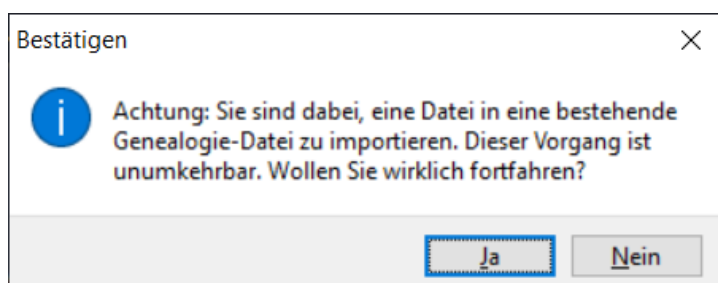 Bestätigen
Achtung: Sie sind dabei, eine Datei in eine bestehende
Genealogie-Datei zu importieren. Dieser Vorgang ist
unumkehrbar. Wollen Sie wirklich fortfahren?
Ja
Nein